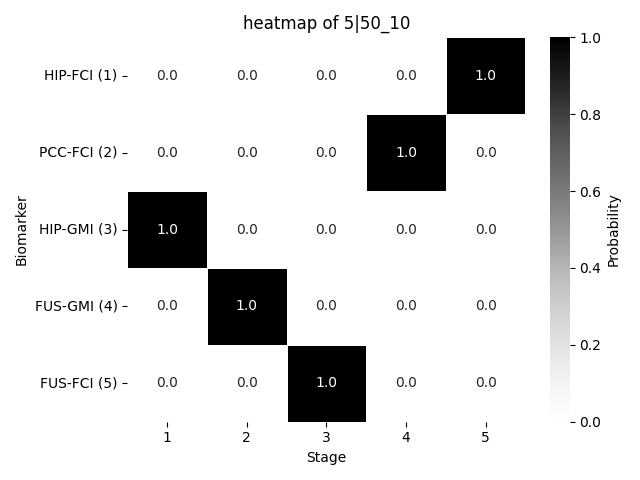 heatmap of 5|50_10
HIP-FCI (1) 0.0 0.0 0.0 0.0 1.0
PCC-FCI (2) 0.0 0.0 0.0 1.0 0.0
HIP-GMI (3) 1.0 0.0 0.0 0.0 0.0
FUS-GMI (4) 0.0 1.0 0.0 0.0 0.0
FUS-FCI (5) 0.0 0.0 1.0 0.0 0.0
1 2 3 4 5
Stage
Biomarker
1.0
0.8
0.6
0.4
0.2
0.0
Probability